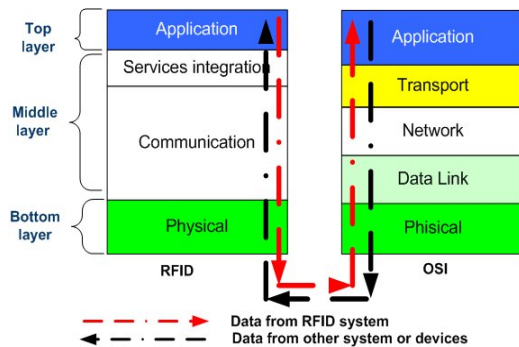 Top
layer
Application
Services integration
Middle
layer
Communication
Bottom
layer
Physical
RFID
Application
Transport
Network
Data Link
Phisical
OSI
Data from RFID system
Data from other system or devices